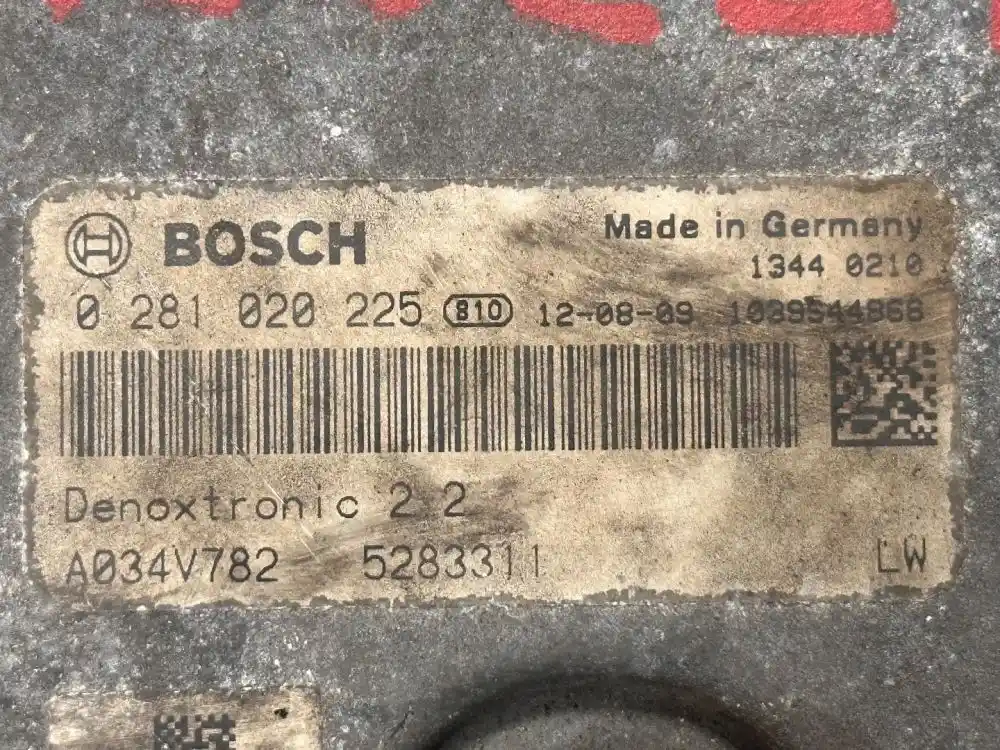 BOSCH
Made in Germany
1344 0210
0 281 020 225 810 12-08-09 1039544868
Denoxtronic 2 2
A034V782 5283311
LW